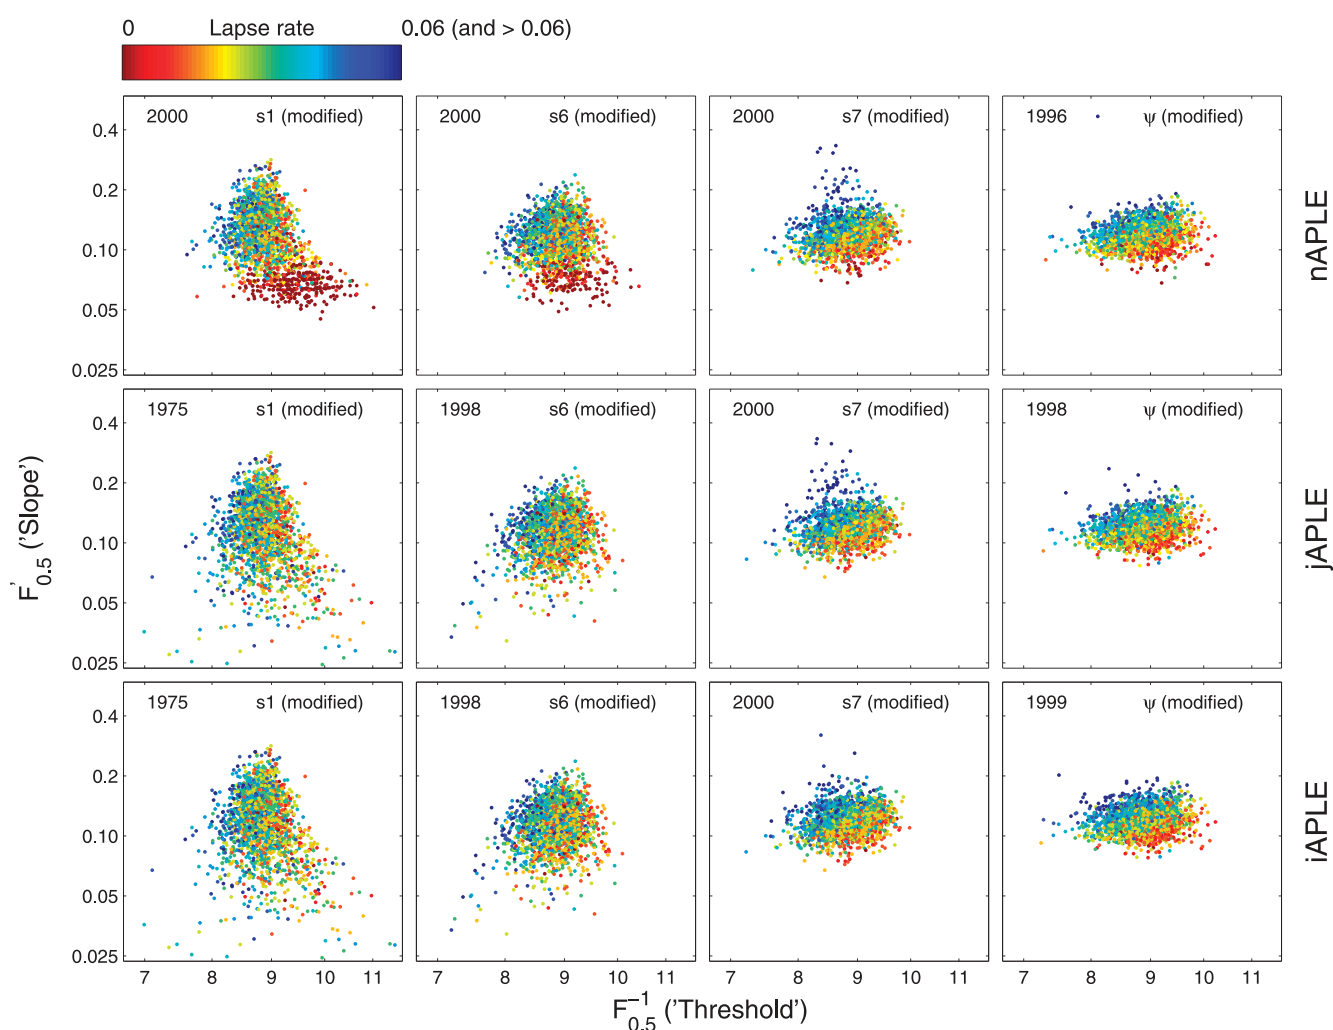 0 Lapse rate 0.06 (and > 0.06)
2000 s1 (modified)
2000 s6 (modified)
2000 s7 (modified)
1996 ψ (modified)
nAPLE
0.4
0.2
0.10
0.05
0.025
1975 s1 (modified)
1998 s6 (modified)
2000 s7 (modified)
1998 ψ (modified)
jAPLE
0.4
0.2
0.10
0.05
0.025
F'0.5 ('Slope')
1975 s1 (modified)
1998 s6 (modified)
2000 s7 (modified)
1999 ψ (modified)
iAPLE
0.4
0.2
0.10
0.05
0.025
7 8 9 10 11
7 8 9 10 11
7 8 9 10 11
7 8 9 10 11
F-1 0.5 ('Threshold')